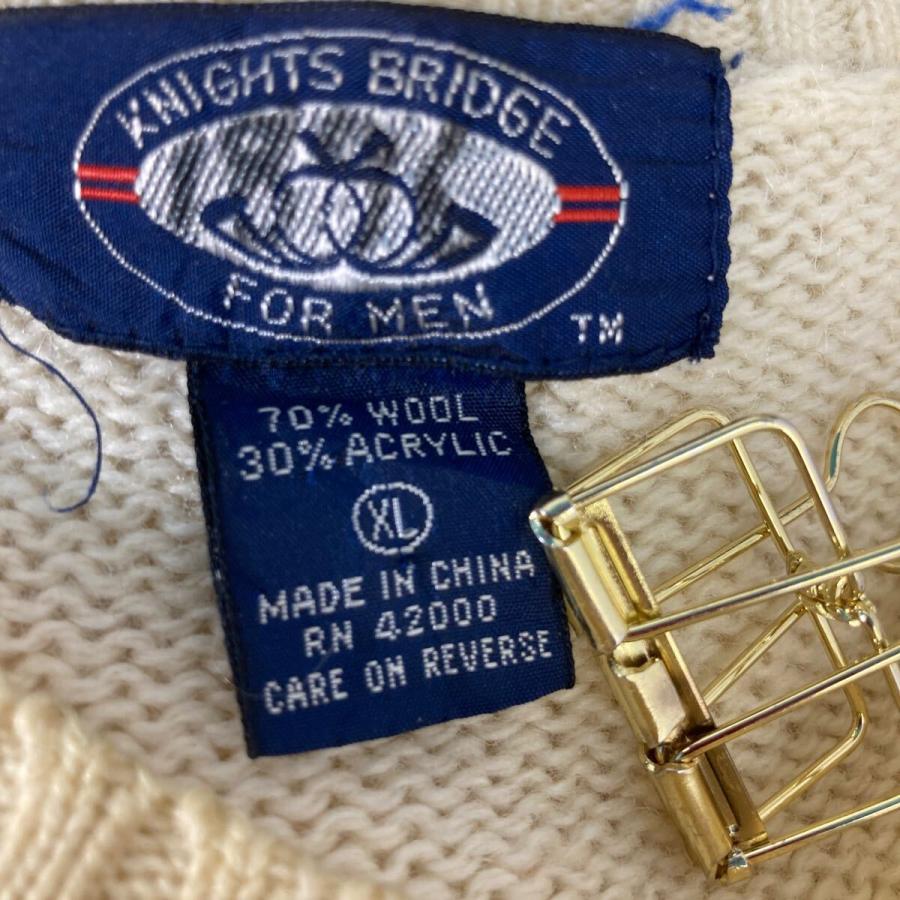 KNIGHTS BRIDGE
FOR MEN
TM
70% WOOL
30% ACRYLIC
XL
MADE IN CHINA
RN 42000
CARE ON REVERSE